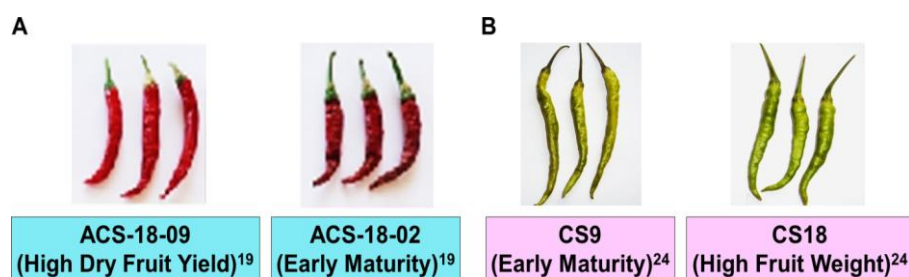 A
B
ACS-18-09
(High Dry Fruit Yield)¹⁹
ACS-18-02
(Early Maturity)¹⁹
CS9
(Early Maturity)²⁴
CS18
(High Fruit Weight)²⁴